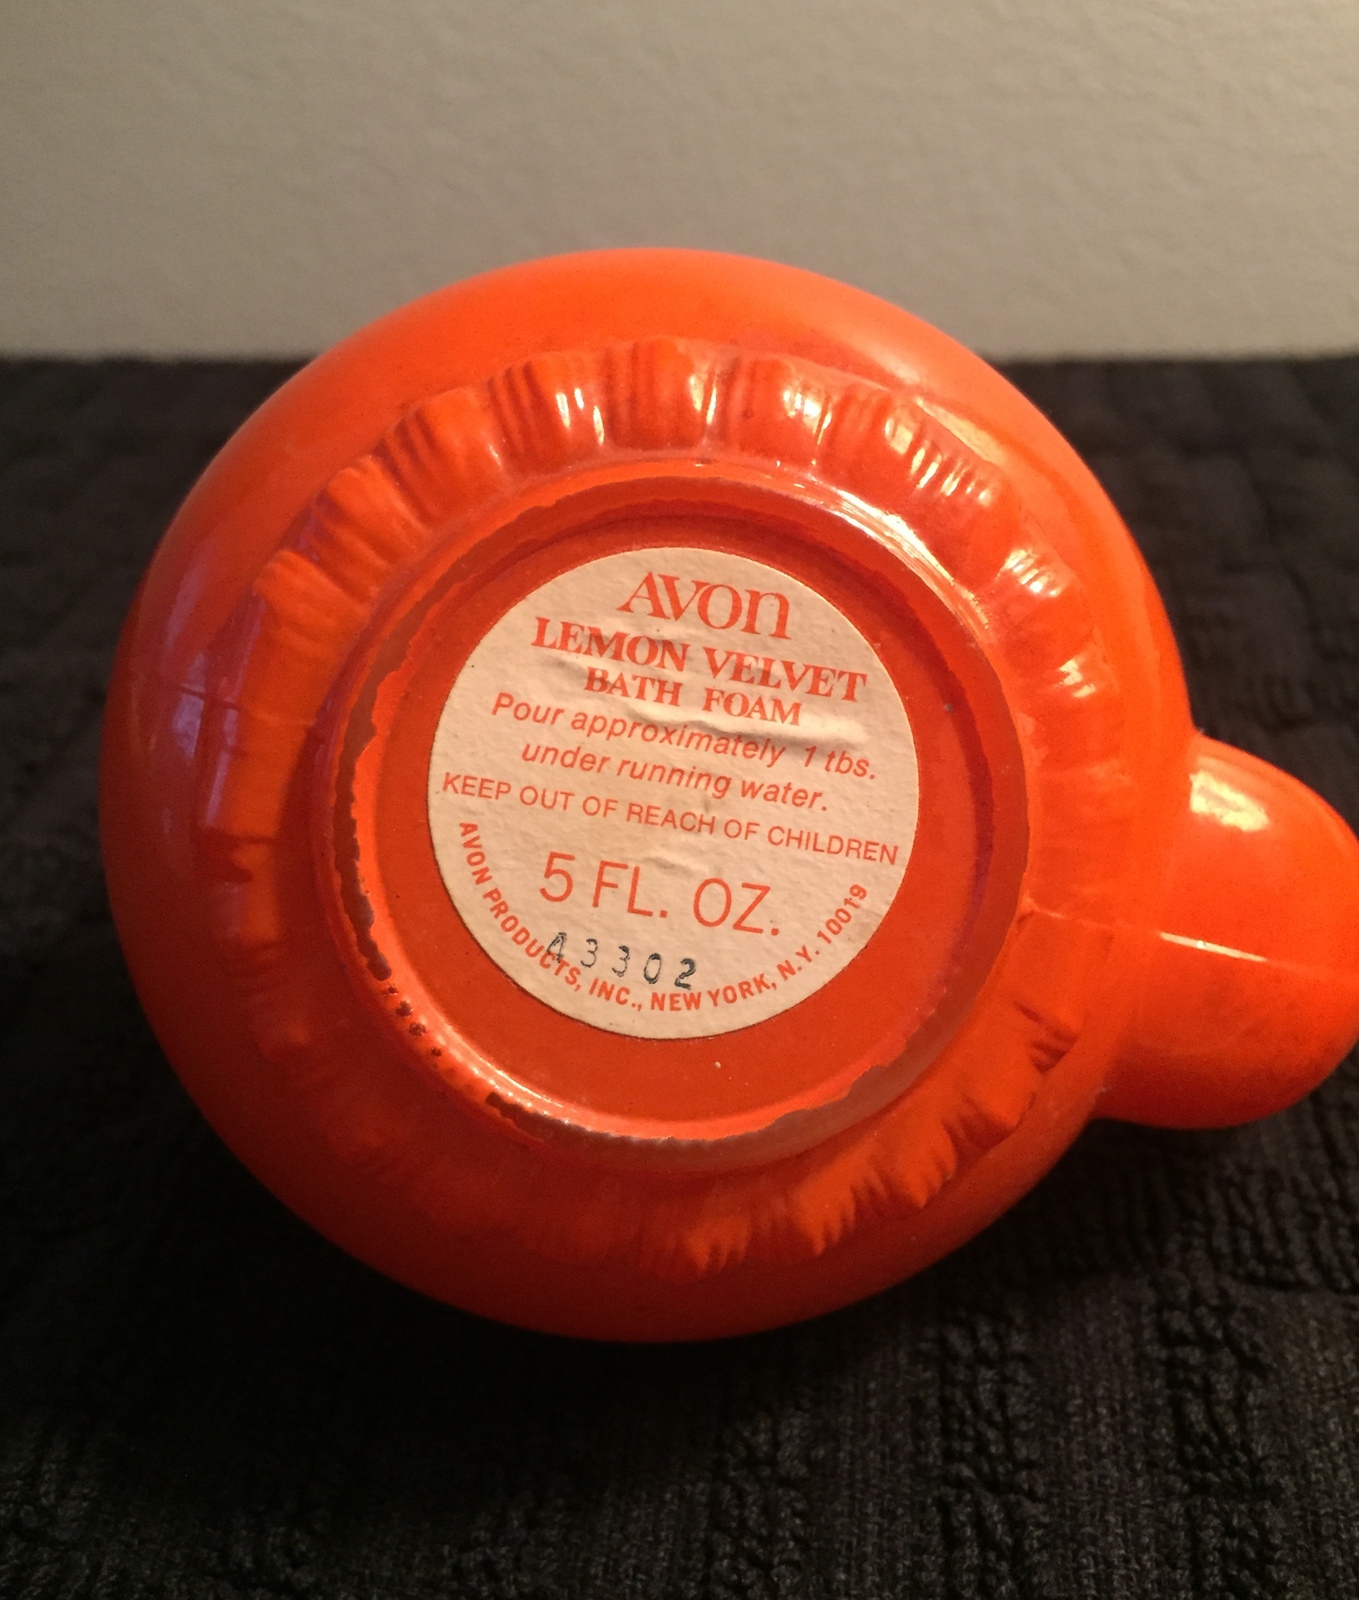 AVON
LEMON VELVET
BATH FOAM
Pour approximately 1 tbs.
under running water.
KEEP OUT OF REACH OF CHILDREN
5 FL. OZ.
A3302
AVON PRODUCTS, INC., NEW YORK, N.Y. 10019